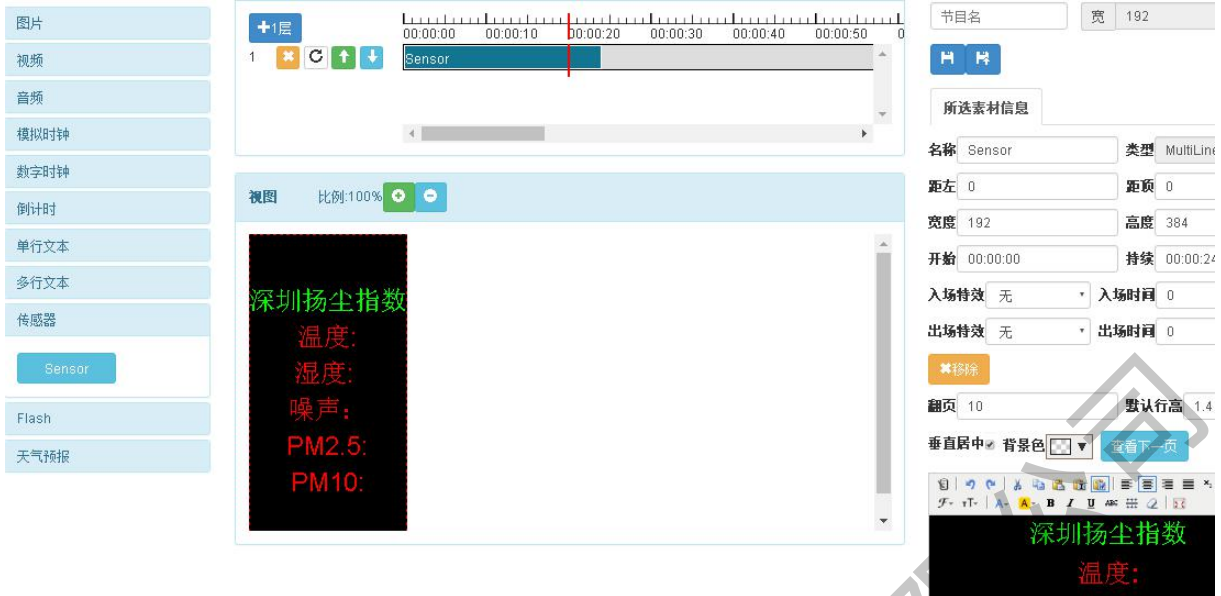 图片
视频
音频
模拟时钟
数字时钟
倒计时
单行文本
多行文本
传感器
Sensor
Flash
天气预报
+1层
00:00:00 00:00:10 00:00:20 00:00:30 00:00:40 00:00:50 0
1 Sensor
视图 比例:100%
深圳扬尘指数
温度:
湿度:
噪声：
PM2.5:
PM10:
节目名 宽 192
所选素材信息
名称 Sensor 类型 MultiLine
距左 0 距顶 0
宽度 192 高度 384
开始 00:00:00 持续 00:00:24
入场特效 无 入场时间 0
出场特效 无 出场时间 0
移除
翻页 10 默认行高 1.4
垂直居中 背景色 查看下一页
深圳扬尘指数
温度:
公司